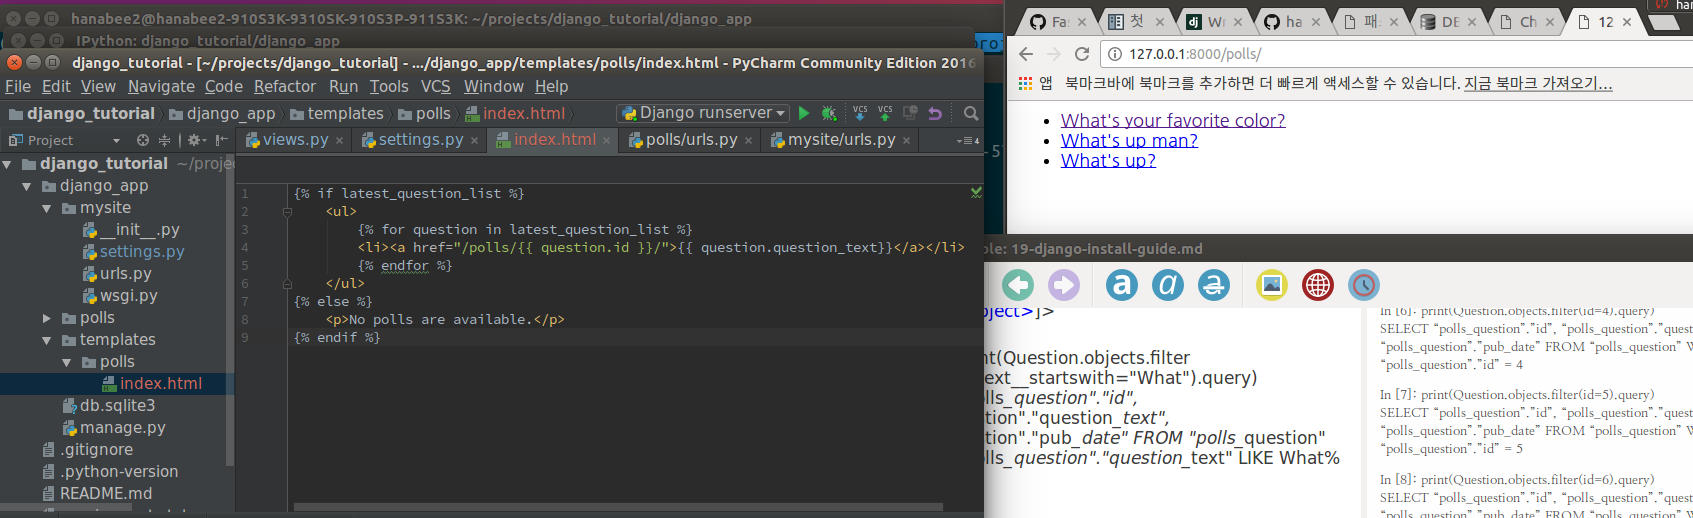 hanabee2@hanabee2-910S3K-9310SK-910S3P-911S3K: ~/projects/django_tutorial/django_app
IPython: django_tutorial/django_app
django_tutorial - [~/projects/django_tutorial] - .../django_app/templates/polls/index.html - PyCharm Community Edition 2016
File Edit View Navigate Code Refactor Run Tools VCS Window Help
django_tutorial django_app templates polls index.html Django runserver VCS VCS
Project views.py settings.py index.html polls/urls.py mysite/urls.py
django_tutorial ~/proje
django_app
mysite
__init__.py
settings.py
urls.py
wsgi.py
polls
templates
polls
index.html
db.sqlite3
manage.py
.gitignore
.python-version
README.md
1 {% if latest_question_list %}
2 <ul>
3 {% for question in latest_question_list %}
4 <li><a href="/polls/{{ question.id }}/">{{ question.question_text}}</a></li>
5 {% endfor %}
6 </ul>
7 {% else %}
8 <p>No polls are available.</p>
9 {% endif %}
Fa 첫 Wr ha 패 DE Ch 12
127.0.0.1:8000/polls/
앱 북마크바에 북마크를 추가하면 더 빠르게 액세스할 수 있습니다. 지금 북마크 가져오기...
What's your favorite color?
What's up man?
What's up?
ble: 19-django-install-guide.md
a a a
oject>]>
nt(Question.objects.filter
ext__startswith="What").query)
lls_question"."id",
tion"."question_text",
tion"."pub_date" FROM "polls_question"
lls_question"."question_text" LIKE What%
In [6]: print(Question.objects.filter(id=4).query)
SELECT “polls_question”.”id”, “polls_question”.”quest
“polls_question”.”pub_date” FROM “polls_question” W
“polls_question”.”id” = 4
In [7]: print(Question.objects.filter(id=5).query)
SELECT “polls_question”.”id”, “polls_question”.”quest
“polls_question”.”pub_date” FROM “polls_question” W
“polls_question”.”id” = 5
In [8]: print(Question.objects.filter(id=6).query)
SELECT “polls_question”.”id”, “polls_question”.”quest
“polls_question”.”pub_date” FROM “polls_question” W